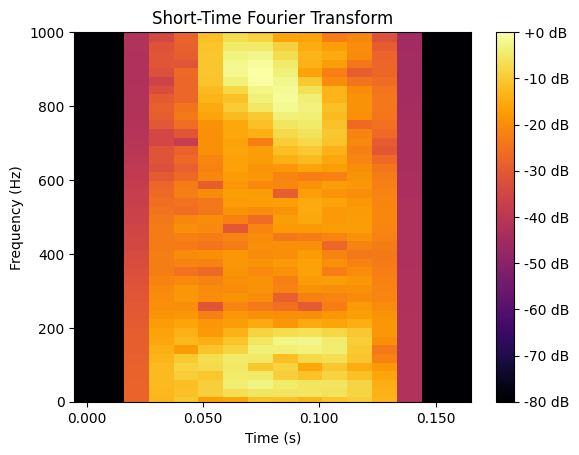 Short-Time Fourier Transform
1000
800
600
400
200
0
Frequency (Hz)
0.000
0.050
0.100
0.150
Time (s)
+0 dB
-10 dB
-20 dB
-30 dB
-40 dB
-50 dB
-60 dB
-70 dB
-80 dB